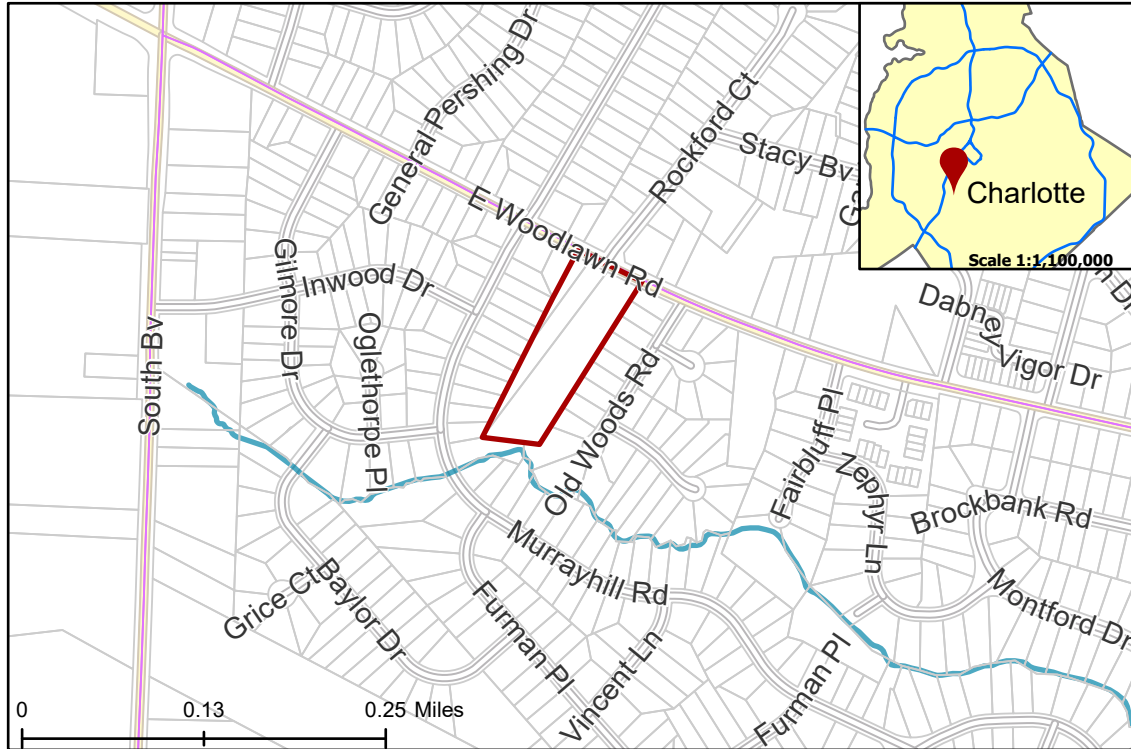 General Pershing Dr
Rockford Ct
Stacy Bv
Ga
Charlotte
Scale 1:1,100,000
n Dr
E Woodlawn Rd
Inwood Dr
Gilmore Dr
Oglethorpe Pl
South Bv
Dabney
Vigor Dr
Old Woods Rd
Fairbluff Pl
Zephyr Ln
Brockbank Rd
Montford Dr
Murrayhill Rd
Grice Ct
Baylor Dr
Furman Pl
Vincent Ln
Furman Pl
0 0.13 0.25 Miles